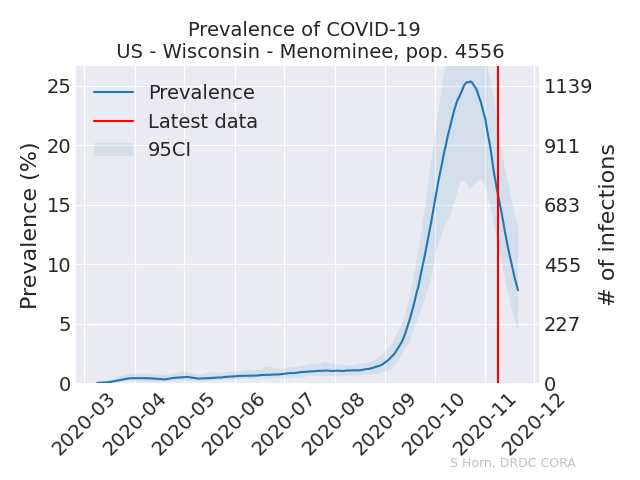 Prevalence of COVID-19
US - Wisconsin - Menominee, pop. 4556
Prevalence
Latest data
95CI
Prevalence (%)
25
20
15
10
5
0
1139
911
683
455
227
0
# of infections
2020-03
2020-04
2020-05
2020-06
2020-07
2020-08
2020-09
2020-10
2020-11
2020-12
S Horn, DRDC CORA